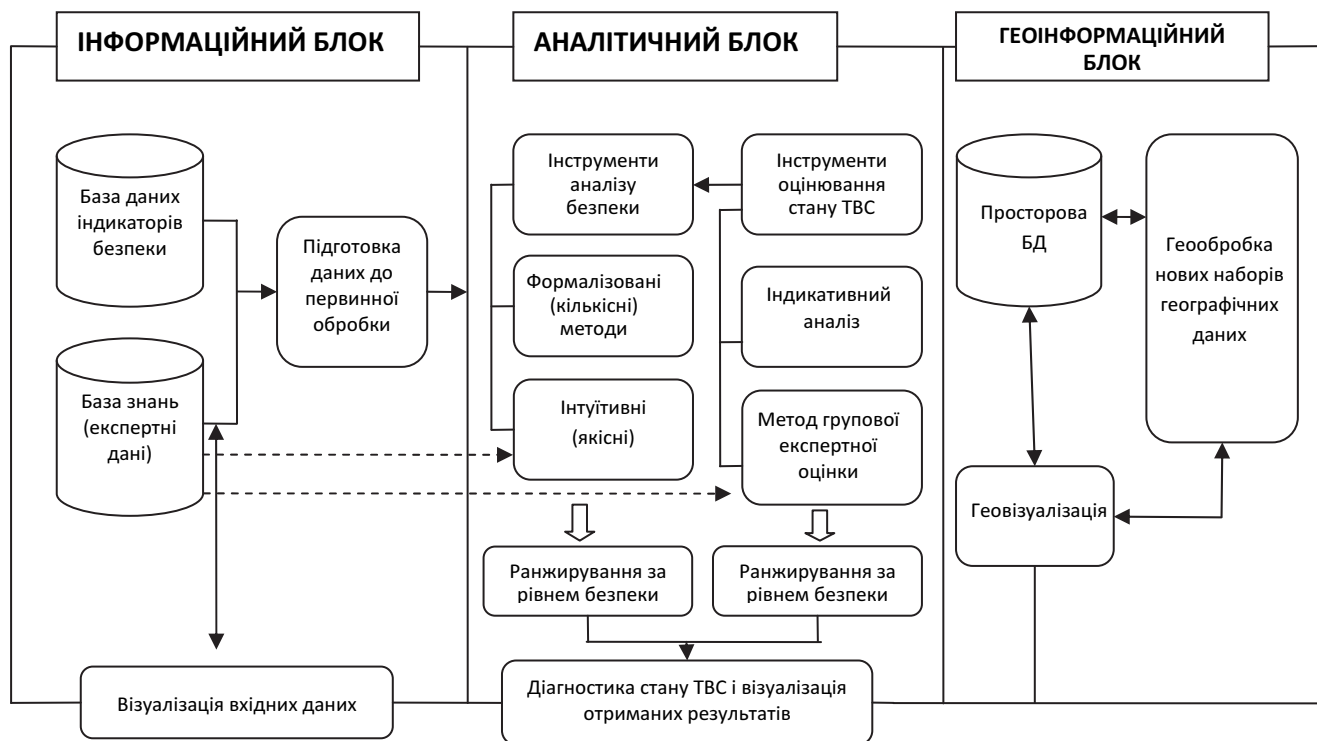 ІНФОРМАЦІЙНИЙ БЛОК
База даних
індикаторів
безпеки
Підготовка
даних до
первинної
обробки
База знань
(експертні
дані)
Візуалізація вхідних даних
АНАЛІТИЧНИЙ БЛОК
Інструменти
аналізу
безпеки
Інструменти
оцінювання
стану ТВС
Формалізовані
(кількісні)
методи
Індикативний
аналіз
Інтуїтивні
(якісні)
Метод групової
експертної
оцінки
Ранжирування за
рівнем безпеки
Ранжирування за
рівнем безпеки
Діагностика стану ТВС і візуалізація
отриманих результатів
ГЕОІНФОРМАЦІЙНИЙ
БЛОК
Просторова
БД
Геообробка
нових наборів
географічних
даних
Геовізуалізація